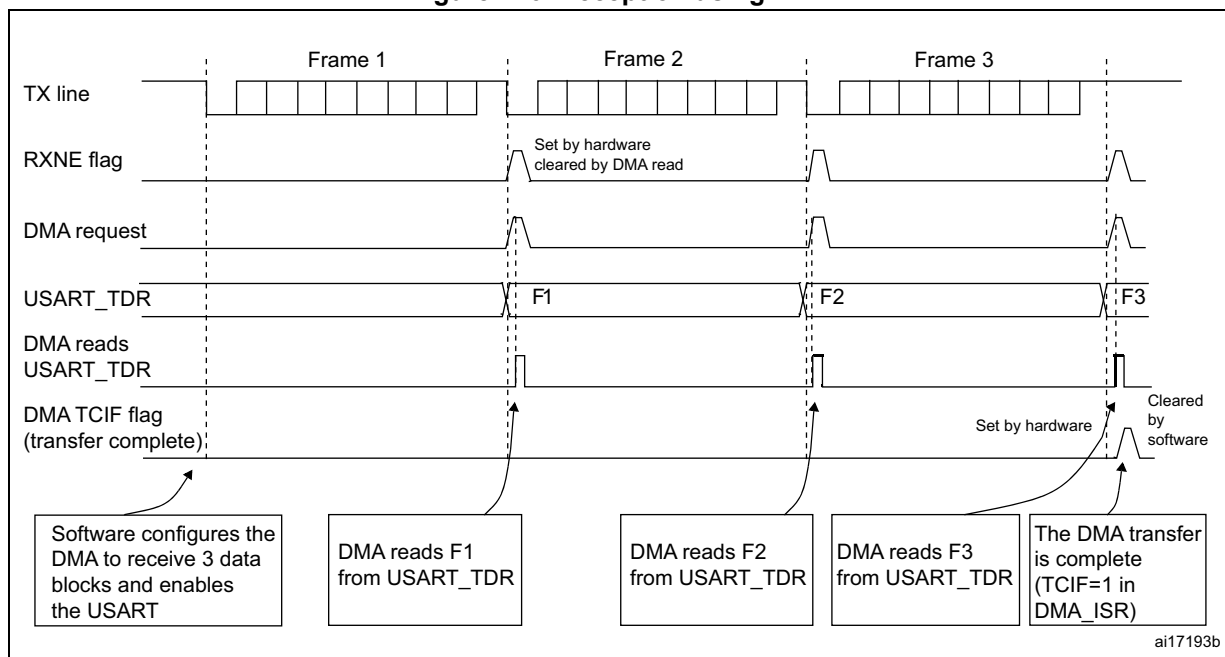 Frame 1
Frame 2
Frame 3
TX line
RXNE flag
Set by hardware
cleared by DMA read
DMA request
USART_TDR
F1
F2
F3
DMA reads
USART_TDR
DMA TCIF flag
(transfer complete)
Set by hardware
Cleared
by
software
Software configures the
DMA to receive 3 data
blocks and enables
the USART
DMA reads F1
from USART_TDR
DMA reads F2
from USART_TDR
DMA reads F3
from USART_TDR
The DMA transfer
is complete
(TCIF=1 in
DMA_ISR)
ai17193b